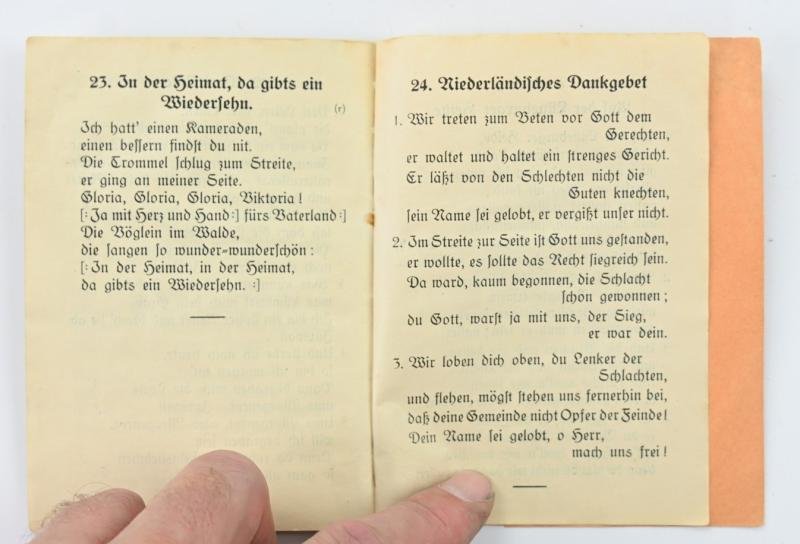 23. In der Heimat, da gibts ein
Wiedersehn.
(r)
Ich hatt' einen Kameraden,
einen bessern findst du nit.
Die Trommel schlug zum Streite,
er ging an meiner Seite.
Gloria, Gloria, Gloria, Viktoria!
[:Ja mit Herz und Hand:] fürs Vaterland:]
Die Vöglein im Walde,
die sangen so wunder-wunderschön:
[:In der Heimat, in der Heimat,
da gibts ein Wiedersehn. :]
24. Niederländisches Dankgebet
1. Wir treten zum Beten vor Gott dem
Gerechten,
er waltet und haltet ein strenges Gericht.
Er läßt von den Schlechten nicht die
Guten knechten,
sein Name sei gelobt, er vergißt unser nicht.
2. Im Streite zur Seite ist Gott uns gestanden,
er wollte, es sollte das Recht siegreich sein.
Da ward, kaum begonnen, die Schlacht
schon gewonnen;
du Gott, warst ja mit uns, der Sieg,
er war dein.
3. Wir loben dich oben, du Lenker der
Schlachten,
und flehen, mögst stehen uns fernerhin bei,
daß deine Gemeinde nicht Opfer der Feinde!
Dein Name sei gelobt, o Herr,
mach uns frei!